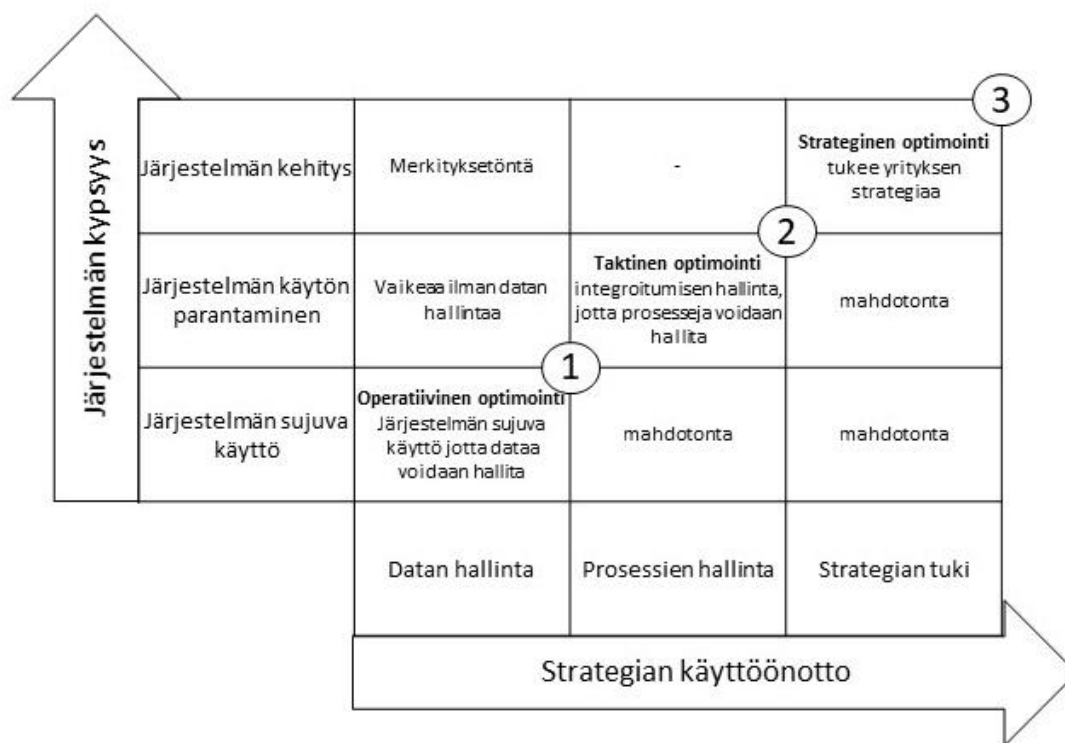 3
Järjestelmän kypsyys
Järjestelmän kehitys
Merkityksetöntä
-
Strateginen optimointi
tukee yrityksen
strategiaa
2
Järjestelmän käytön
parantaminen
Vaikeaa ilman datan
hallintaa
Taktinen optimointi
integroitumisen hallinta,
jotta prosesseja voidaan
hallita
mahdotonta
1
Järjestelmän sujuva
käyttö
Operatiivinen optimointi
Järjestelmän sujuva
käyttö jotta dataa
voidaan hallita
mahdotonta
mahdotonta
Datan hallinta
Prosessien hallinta
Strategian tuki
Strategian käyttöönotto